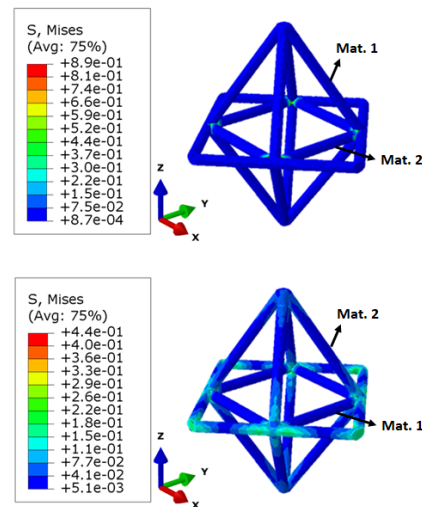 S, Mises
(Avg: 75%)
+8.9e-01
+8.1e-01
+7.4e-01
+6.6e-01
+5.9e-01
+5.2e-01
+4.4e-01
+3.7e-01
+3.0e-01
+2.2e-01
+1.5e-01
+7.5e-02
+8.7e-04
Mat. 1
Mat. 2
Z
Y
X
S, Mises
(Avg: 75%)
+4.4e-01
+4.0e-01
+3.6e-01
+3.3e-01
+2.9e-01
+2.6e-01
+2.2e-01
+1.8e-01
+1.5e-01
+1.1e-01
+7.7e-02
+4.1e-02
+5.1e-03
Mat. 2
Mat. 1
Z
Y
X